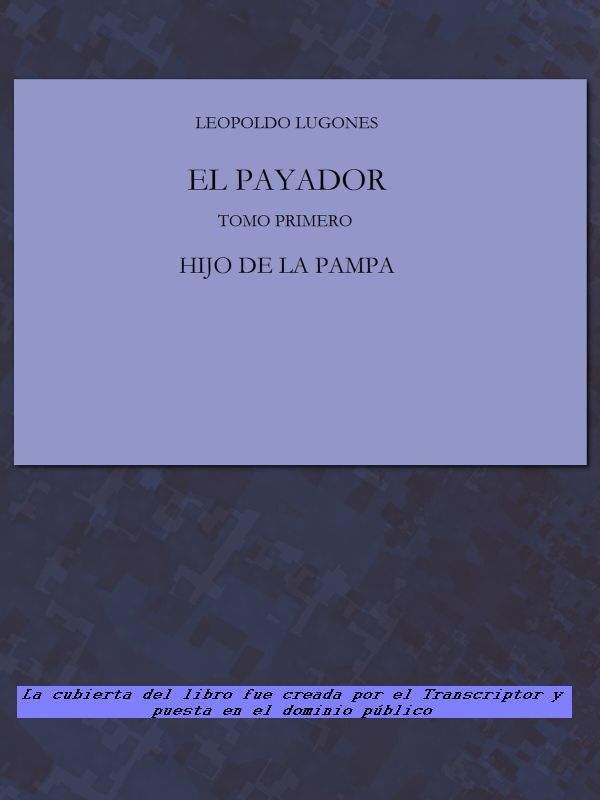 LEOPOLDO LUGONES
EL PAYADOR
TOMO PRIMERO
HIJO DE LA PAMPA
La cubierta del libro fue creada por el Transcriptor y
puesta en el dominio público